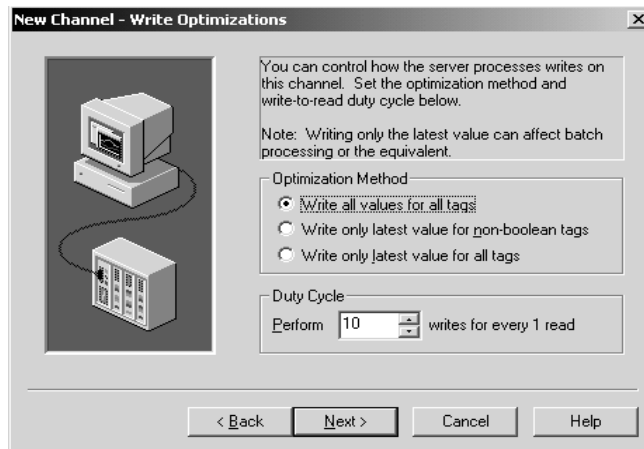 New Channel - Write Optimizations
You can control how the server processes writes on
this channel. Set the optimization method and
write-to-read duty cycle below.
Note: Writing only the latest value can affect batch
processing or the equivalent.
Optimization Method
Write all values for all tags
Write only latest value for non-boolean tags
Write only latest value for all tags
Duty Cycle
Perform 10 writes for every 1 read
< Back Next > Cancel Help